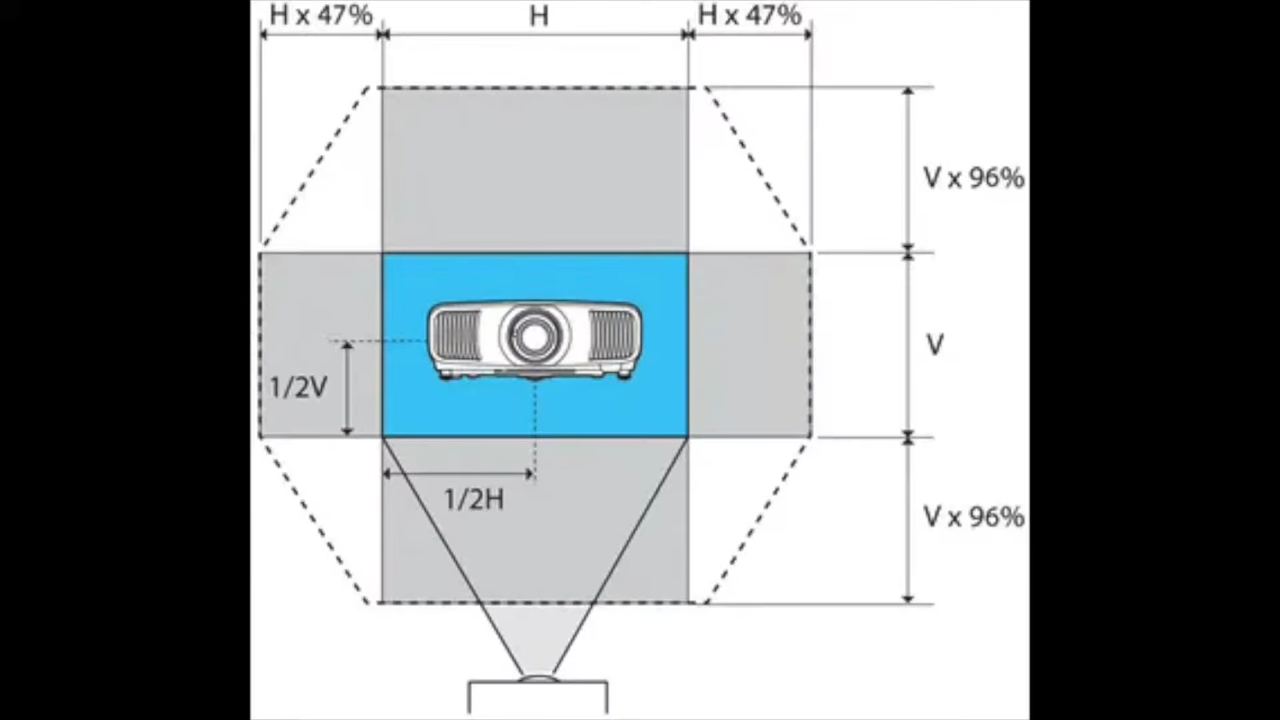 H x 47%
H
H x 47%
V x 96%
1/2V
V
1/2H
V x 96%